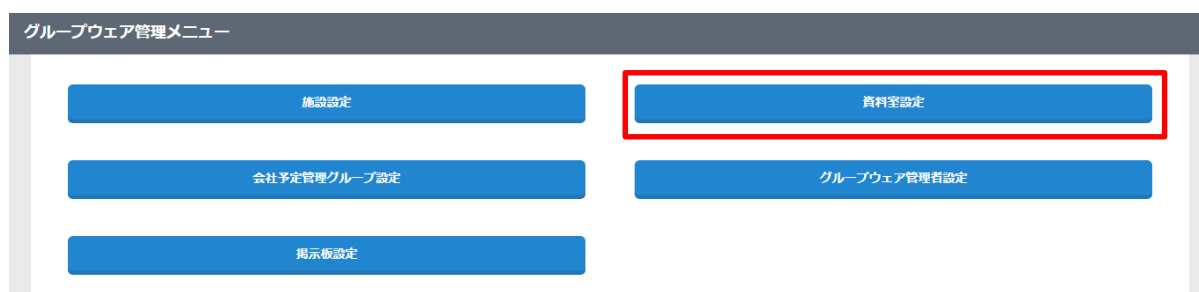 グループウェア管理メニュー
施設設定
資料室設定
会社予定管理グループ設定
グループウェア管理者設定
掲示板設定